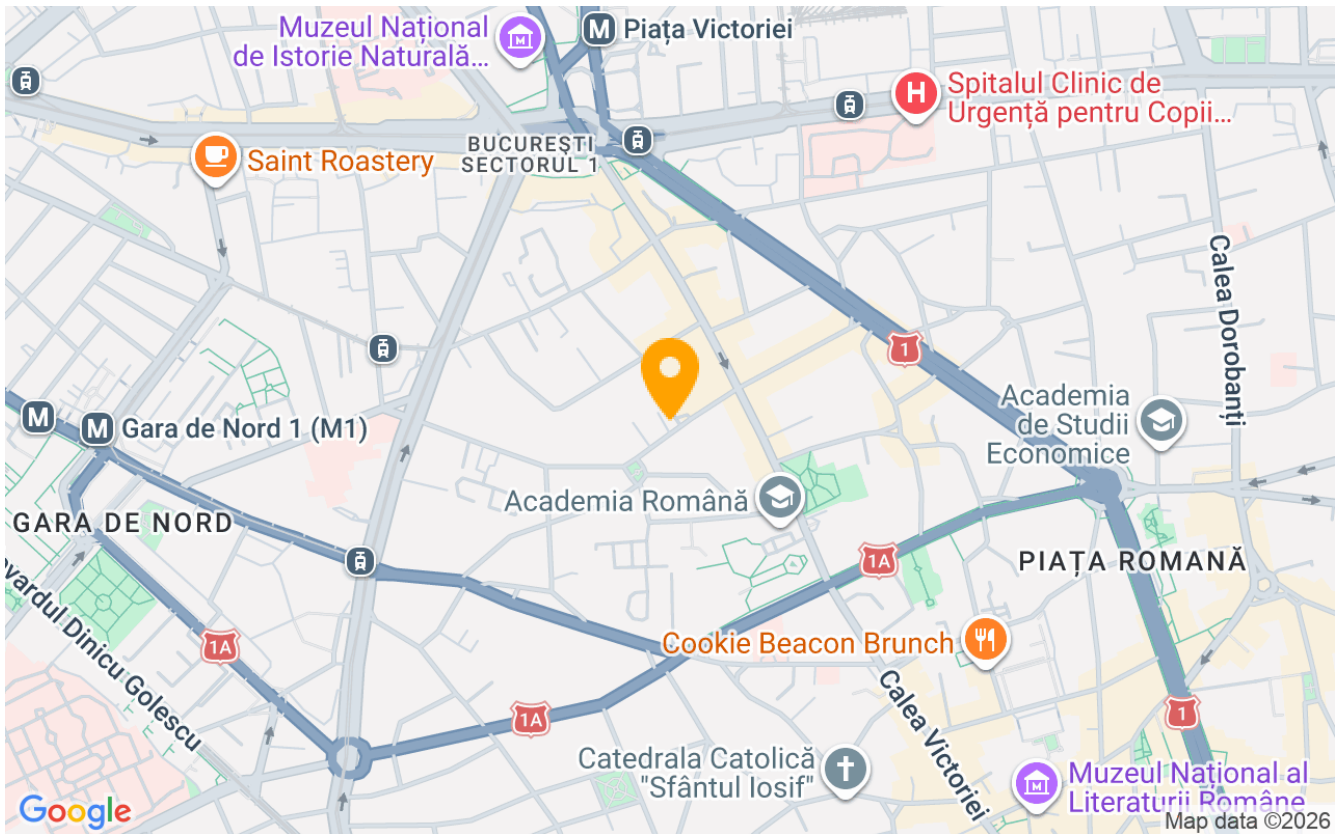 Muzeul Național
de Istorie Naturală...
M Piața Victoriei
Spitalul Clinic de
Urgență pentru Copii...
H
BUCUREȘTI
SECTORUL 1
Saint Roastery
Calea Dorobanți
1
Academia
de Studii
Economice
M
M Gara de Nord 1 (M1)
Academia Română
GARA DE NORD
1A
PIAȚA ROMANĂ
evardul Dinicu Golescu
1A
Cookie Beacon Brunch
Calea Victoriei
1A
1
Catedrala Catolică
"Sfântul Iosif"
Muzeul Național al
Literaturii Române
Google
Map data ©2026